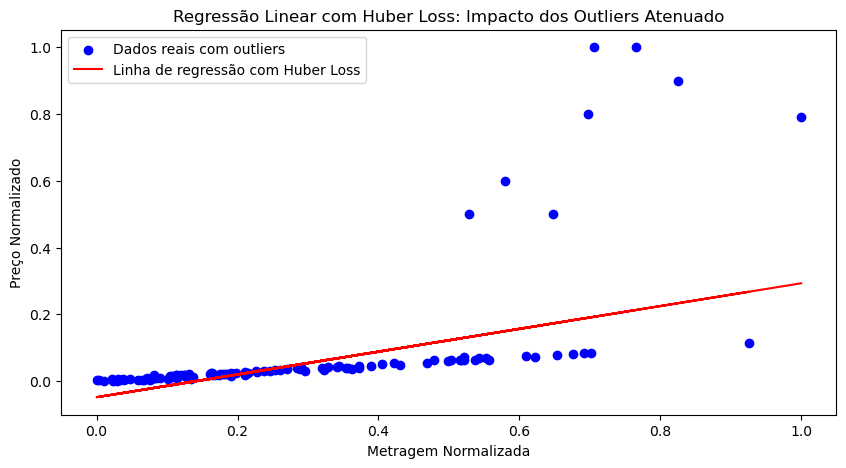 Regressão Linear com Huber Loss: Impacto dos Outliers Atenuado
Dados reais com outliers
Linha de regressão com Huber Loss
Preço Normalizado
1.0
0.8
0.6
0.4
0.2
0.0
0.0 0.2 0.4 0.6 0.8 1.0
Metragem Normalizada